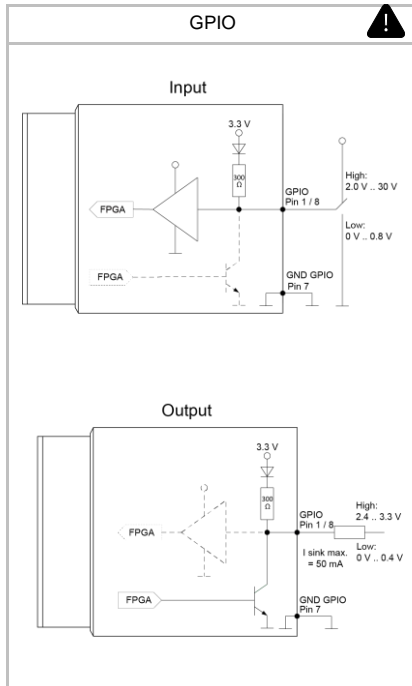 GPIO
!
Input
3.3 V
300
Ω
GPIO
Pin 1 / 8
High:
2.0 V .. 30 V
Low:
0 V .. 0.8 V
FPGA
FPGA
GND GPIO
Pin 7
Output
3.3 V
300
Ω
GPIO
Pin 1 / 8
High:
2.4 .. 3.3 V
FPGA
I sink max.
= 50 mA
Low:
0 V .. 0.4 V
FPGA
GND GPIO
Pin 7